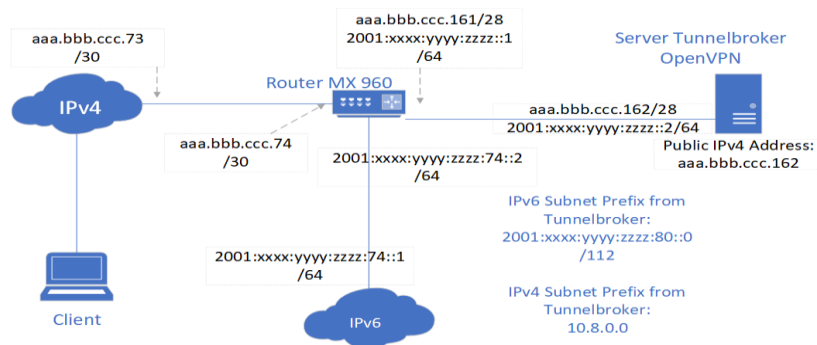 aaa.bbb.ccc.73
/30
aaa.bbb.ccc.161/28
2001:xxxx:yyyy:zzzz::1
/64
Server Tunnelbroker
OpenVPN
Router MX 960
IPv4
aaa.bbb.ccc.162/28
2001:xxxx:yyyy:zzzz::2/64
aaa.bbb.ccc.74
/30
2001:xxxx:yyyy:zzzz:74::2
/64
Public IPv4 Address:
aaa.bbb.ccc.162
IPv6 Subnet Prefix from
Tunnelbroker:
2001:xxxx:yyyy:zzzz:80::0
/112
2001:xxxx:yyyy:zzzz:74::1
/64
IPv4 Subnet Prefix from
Tunnelbroker:
10.8.0.0
Client
IPv6